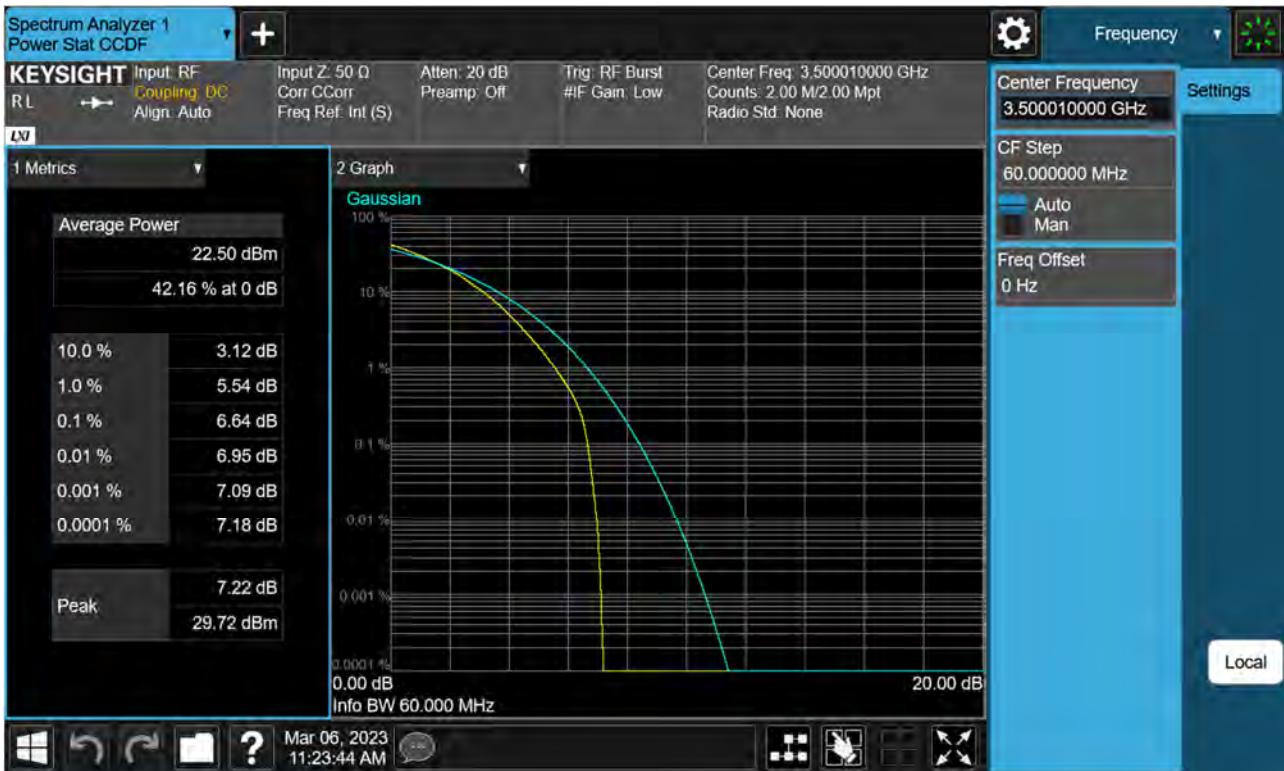 Spectrum Analyzer 1
Power Stat CCDF
+
Frequency
KEYSIGHT
RL
LXI
Input: RF
Coupling: DC
Align: Auto
Input Z: 50 Ω
Corr CCorr
Freq Ref: Int (S)
Atten: 20 dB
Preamp: Off
Trig: RF Burst
#IF Gain: Low
Center Freq: 3.500010000 GHz
Counts: 2.00 M/2.00 Mpt
Radio Std: None
Center Frequency
3.500010000 GHz
Settings
CF Step
60.000000 MHz
Auto
Man
Freq Offset
0 Hz
1 Metrics
Average Power
22.50 dBm
42.16 % at 0 dB
10.0 % 3.12 dB
1.0 % 5.54 dB
0.1 % 6.64 dB
0.01 % 6.95 dB
0.001 % 7.09 dB
0.0001 % 7.18 dB
Peak
7.22 dB
29.72 dBm
2 Graph
Gaussian
100 %
10 %
1 %
0.1 %
0.01 %
0.001 %
0.0001 %
0.00 dB 20.00 dB
Info BW 60.000 MHz
Local
?
Mar 06, 2023
11:23:44 AM